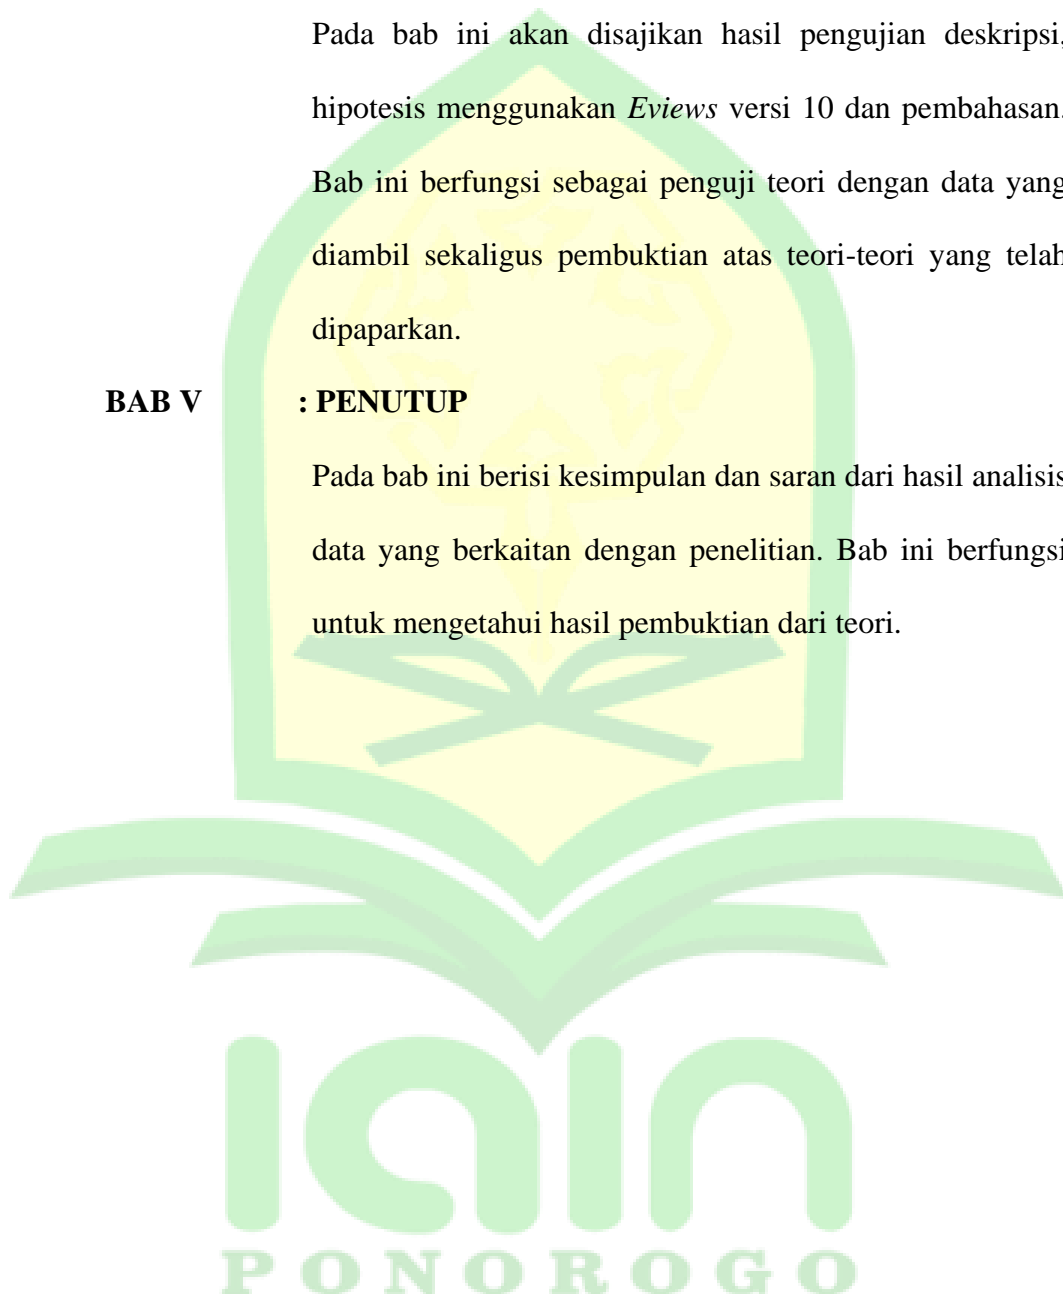 Pada bab ini akan disajikan hasil pengujian deskripsi,
hipotesis menggunakan Eviews versi 10 dan pembahasan.
Bab ini berfungsi sebagai penguji teori dengan data yang
diambil sekaligus pembuktian atas teori-teori yang telah
dipaparkan.
BAB V : PENUTUP
Pada bab ini berisi kesimpulan dan saran dari hasil analisis
data yang berkaitan dengan penelitian. Bab ini berfungsi
untuk mengetahui hasil pembuktian dari teori.
iain
PONOROGO